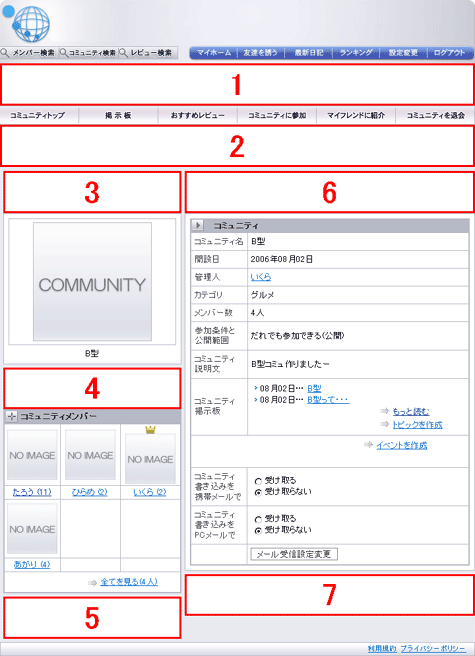 メンバー検索 コミュニティ検索 レビュー検索 マイホーム 友達を誘う 最新日記 ランキング 設定変更 ログアウト
1
コミュニティトップ 掲示板 おすすめレビュー コミュニティに参加 マイフレンドに紹介 コミュニティを退会
2
3
COMMUNITY
B型
4
コミュニティメンバー
NO IMAGE NO IMAGE NO IMAGE
たろう (11) ひらめ (2) いくら (2)
NO IMAGE
あがり (4)
全てを見る(4人)
5
6
コミュニティ
コミュニティ名 B型
開設日 2006年08月02日
管理人 いくら
カテゴリ グルメ
メンバー数 4人
参加条件と
公開範囲 だれでも参加できる(公開)
コミュニティ
説明文 B型コミュ作りましたー
コミュニティ
掲示板
08月02日… B型
08月02日… B型って・・・
もっと読む
トピックを作成
イベントを作成
コミュニティ
書き込みを
携帯メールで
受け取る
受け取らない
コミュニティ
書き込みを
PCメールで
受け取る
受け取らない
メール受信設定変更
7
利用規約 プライバシーポリシー